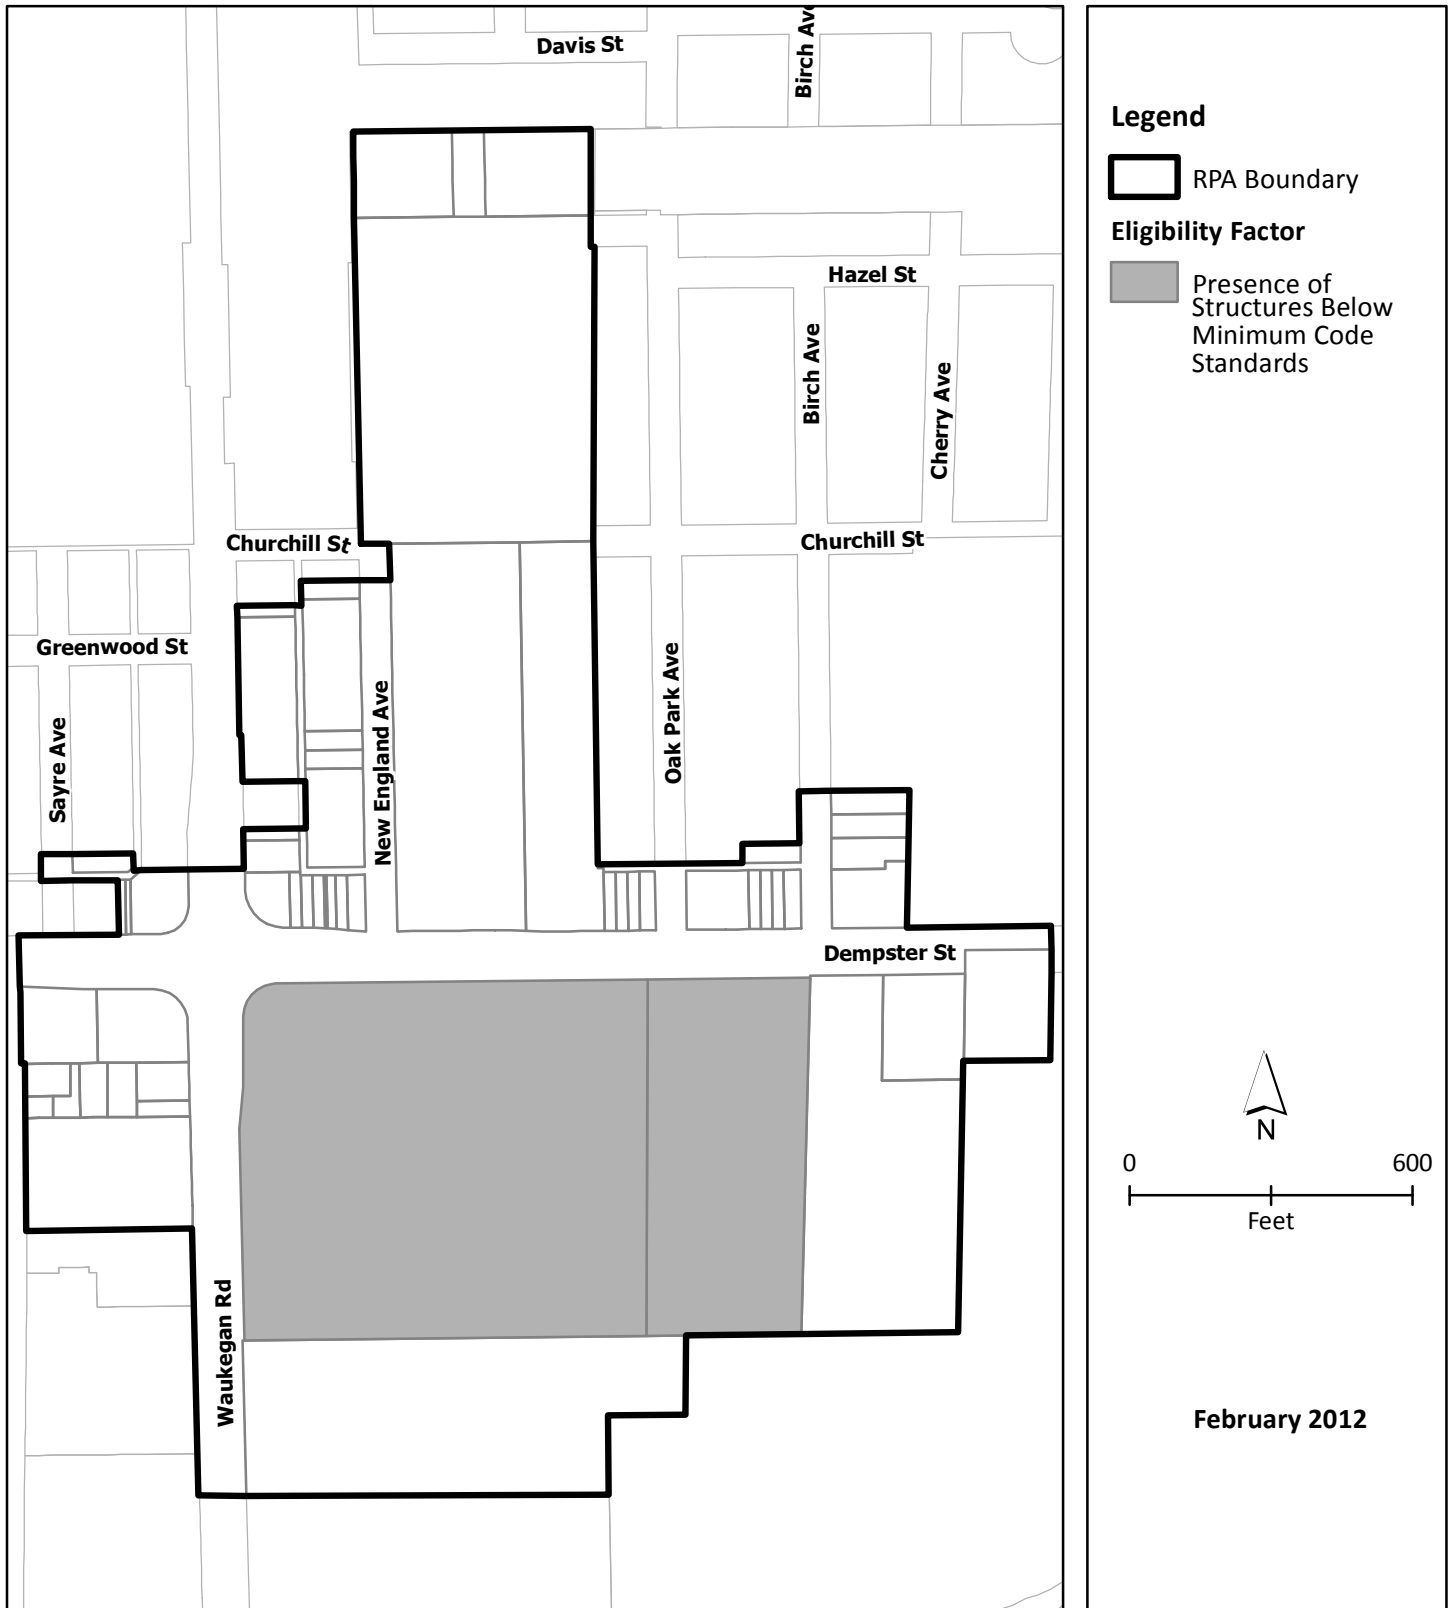 Davis St
Birch Ave
Hazel St
Birch Ave
Cherry Ave
Churchill St
Churchill St
Greenwood St
Sayre Ave
New England Ave
Oak Park Ave
Dempster St
Waukegan Rd
Legend
RPA Boundary
Eligibility Factor
Presence of
Structures Below
Minimum Code
Standards
N
0 600
Feet
February 2012